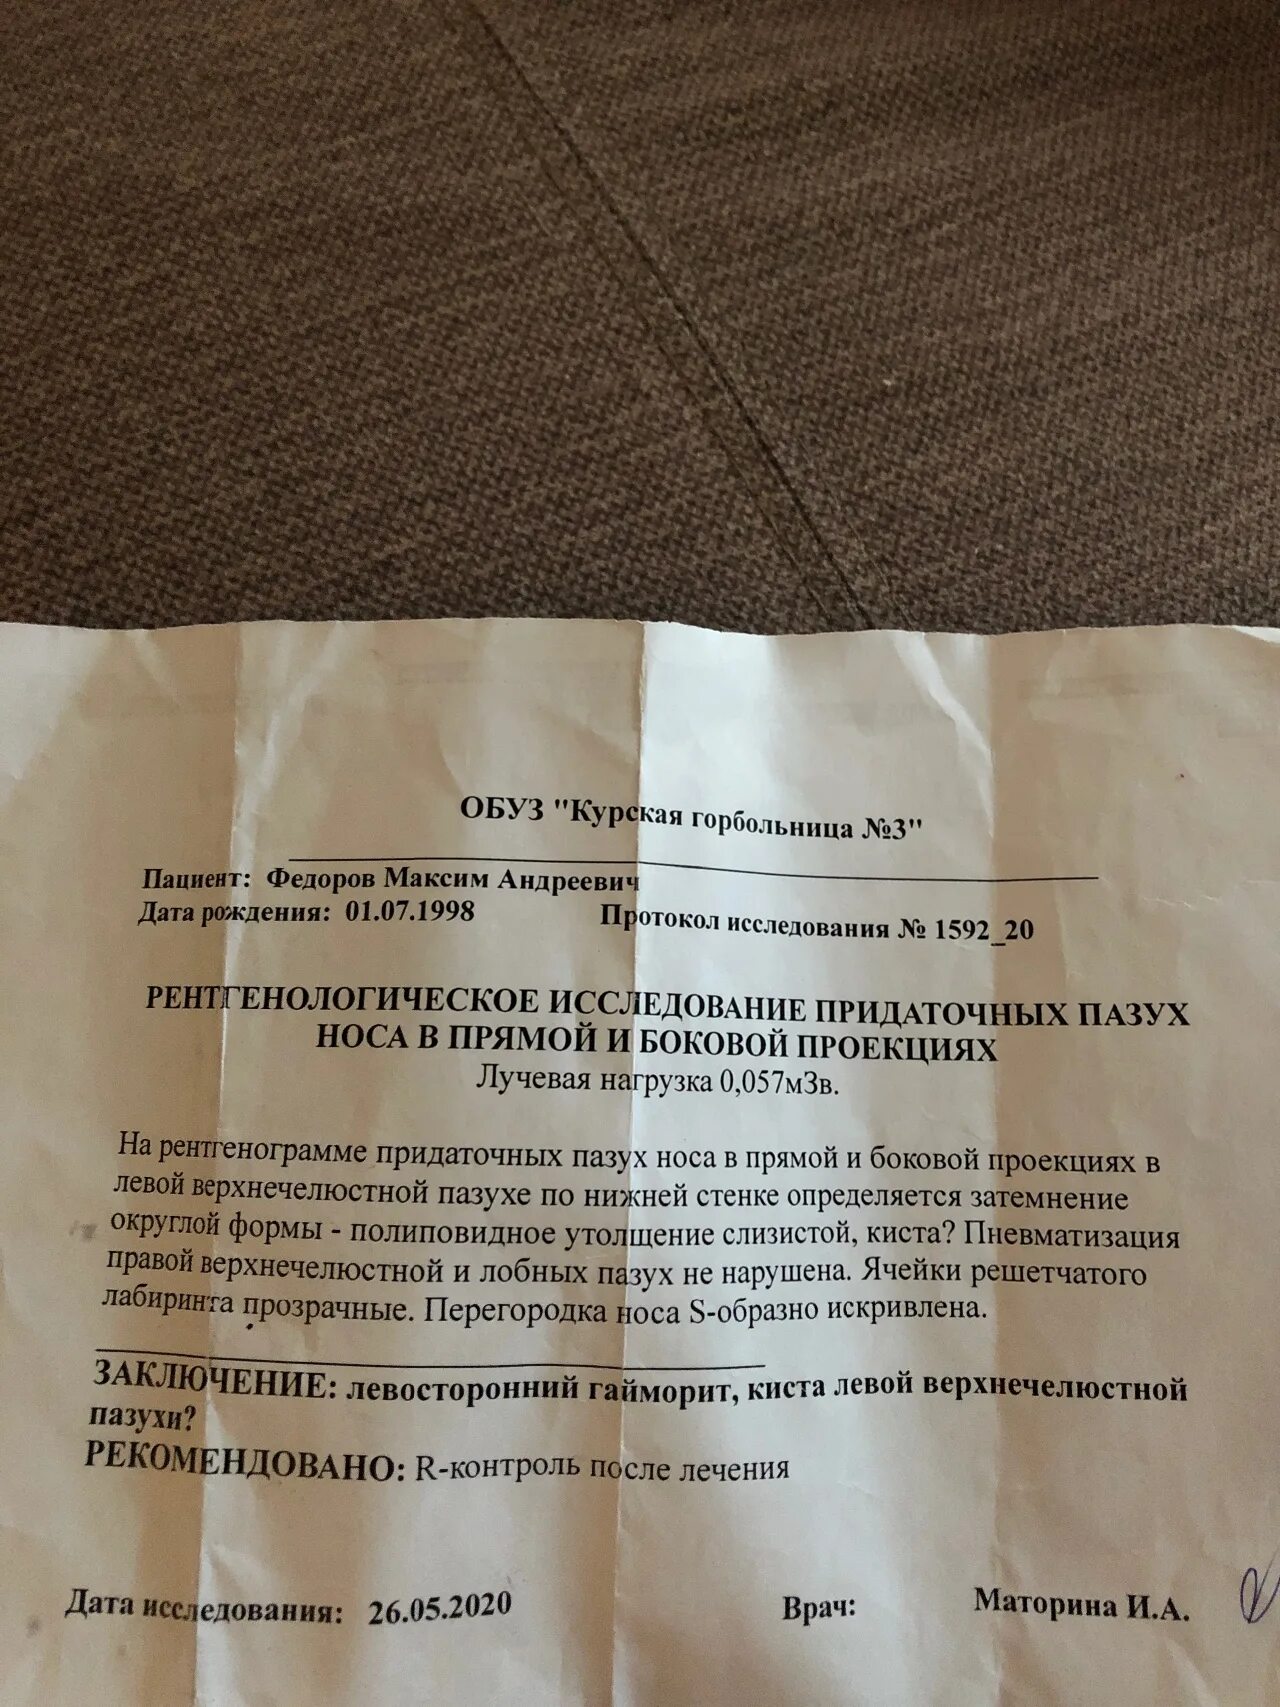 ОБУЗ "Курская горбольница №3"
Пациент: Федоров Максим Андреевич
Дата рождения: 01.07.1998 Протокол исследования № 1592_20
РЕНТГЕНОЛОГИЧЕСКОЕ ИССЛЕДОВАНИЕ ПРИДАТОЧНЫХ ПАЗУХ
НОСА В ПРЯМОЙ И БОКОВОЙ ПРОЕКЦИЯХ
Лучевая нагрузка 0,057мЗв.
На рентгенограмме придаточных пазух носа в прямой и боковой проекциях в
левой верхнечелюстной пазухе по нижней стенке определяется затемнение
округлой формы - полиповидное утолщение слизистой, киста? Пневматизация
правой верхнечелюстной и лобных пазух не нарушена. Ячейки решетчатого
лабиринта прозрачные. Перегородка носа S-образно искривлена.
ЗАКЛЮЧЕНИЕ: левосторонний гайморит, киста левой верхнечелюстной
пазухи?
РЕКОМЕНДОВАНО: R-контроль после лечения
Дата исследования: 26.05.2020 Врач: Маторина И.А.